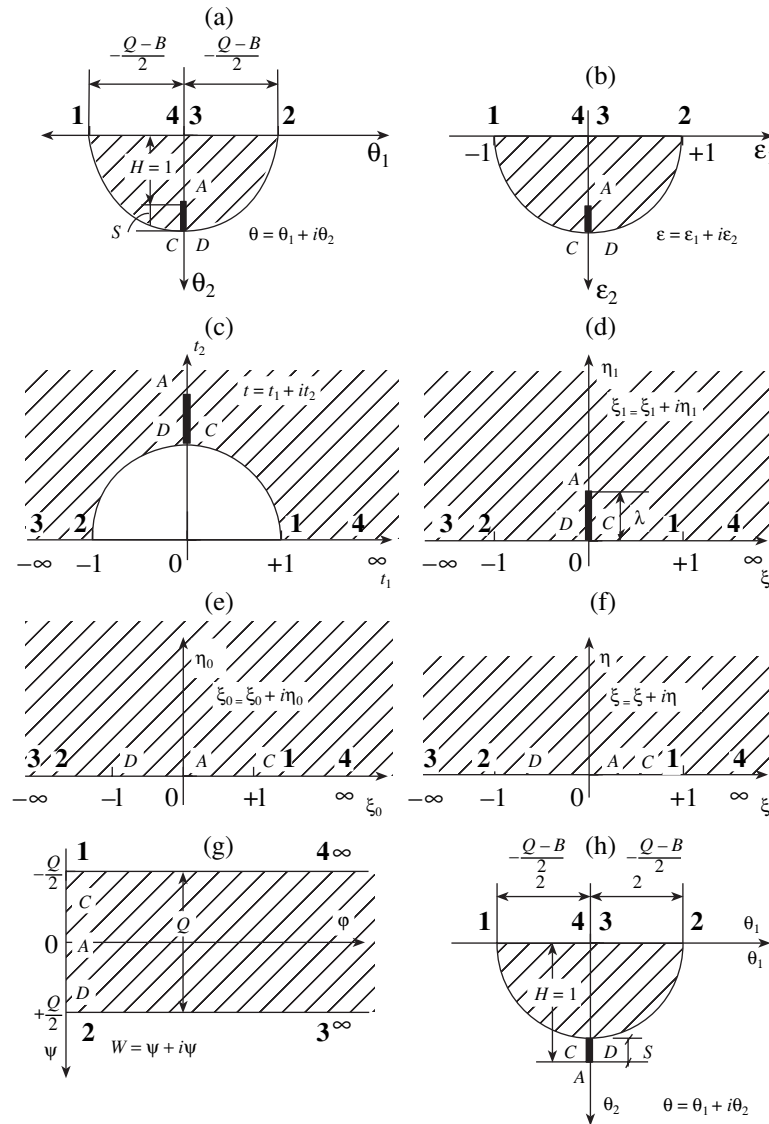 (a)
−(Q − B)/2 −(Q − B)/2
1 4 3 2
θ1
H = 1
A
S
C D
θ = θ1 + iθ2
θ2
(b)
1 4 3 2
−1 +1 ε
A
C D
ε = ε1 + iε2
ε2
(c)
t2
A
t = t1 + it2
D C
3 2 1 4
−∞ −1 0 +1 ∞
t1
(d)
η1
ξ1 = ξ1 + iη1
A
D C λ
3 2 1 4
−∞ −1 0 +1 ∞ ξ
(e)
η0
ξ0 = ξ0 + iη0
3 2 D A C 1 4
−∞ −1 0 +1 ∞ ξ0
(f)
η
ξ = ξ + iη
3 2 D A C 1 4
−∞ −1 0 +1 ∞ ξ
(g)
1 4∞
−Q/2
C
Q
φ
0 A
D
+Q/2
2 3∞
ψ
W = ψ + iψ
(h)
−(Q − B)/2 −(Q − B)/2
2 2
1 4 3 2
θ1
θ1
H = 1
C D S
A
θ2
θ = θ1 + iθ2